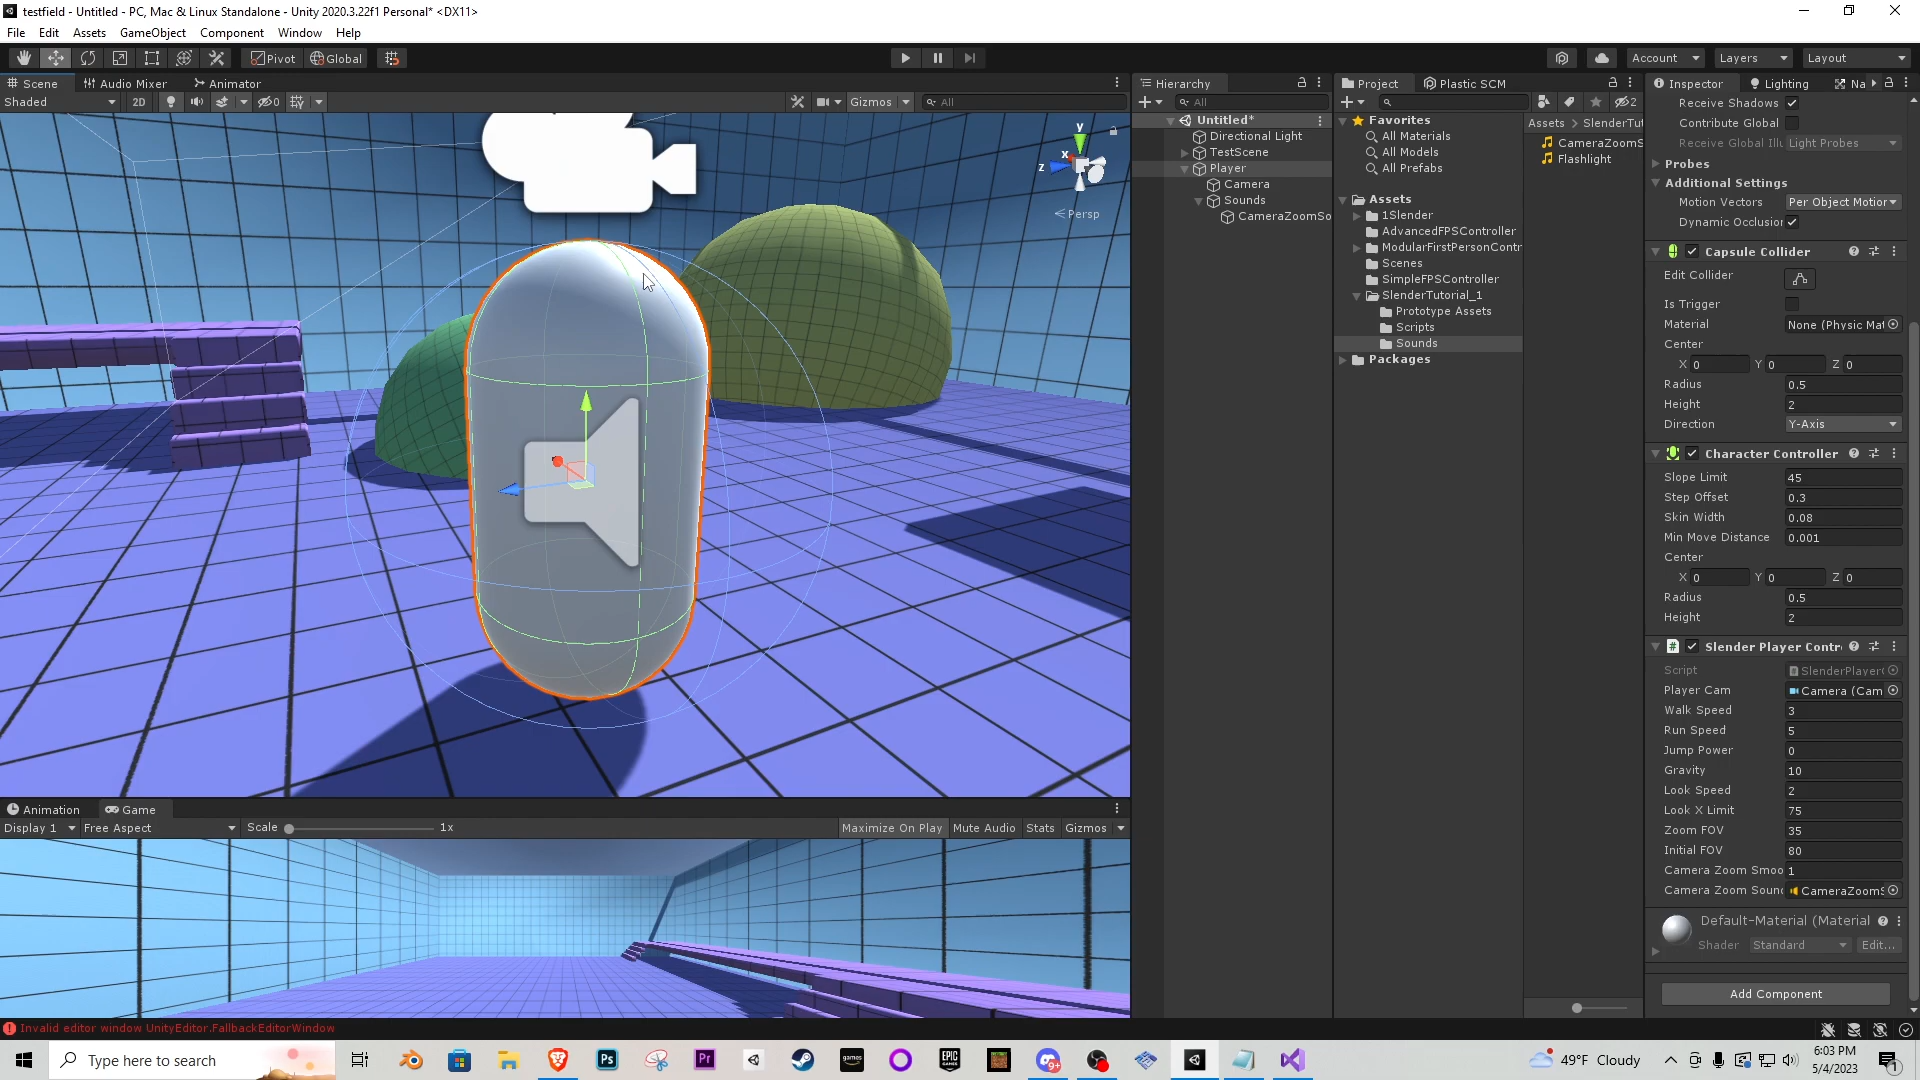 testfield - Untitled - PC, Mac & Linux Standalone - Unity 2020.3.22f1 Personal* <DX11>
File Edit Assets GameObject Component Window Help
Pivot Global Account Layers Layout
Scene Audio Mixer Animator
Shaded 2D Gizmos All
y
x
z
Persp
Animation Game
Display 1 Free Aspect Scale 1x Maximize On Play Mute Audio Stats Gizmos
Hierarchy
All
Untitled*
Directional Light
TestScene
Player
Camera
Sounds
CameraZoomSo
Project Plastic SCM
2
Favorites
All Materials
All Models
All Prefabs
Assets
1Slender
AdvancedFPSController
ModularFirstPersonContr
Scenes
SimpleFPSController
SlenderTutorial_1
Prototype Assets
Scripts
Sounds
Packages
Assets > SlenderTut
CameraZoomS
Flashlight
Inspector Lighting Na
Receive Shadows
Contribute Global
Receive Global Illu Light Probes
Probes
Additional Settings
Motion Vectors Per Object Motion
Dynamic Occlusion
Capsule Collider
Edit Collider
Is Trigger
Material None (Physic Mat
Center
X 0 Y 0 Z 0
Radius 0.5
Height 2
Direction Y-Axis
Character Controller
Slope Limit 45
Step Offset 0.3
Skin Width 0.08
Min Move Distance 0.001
Center
X 0 Y 0 Z 0
Radius 0.5
Height 2
Slender Player Contr
Script SlenderPlayer
Player Cam Camera (Cam
Walk Speed 3
Run Speed 5
Jump Power 0
Gravity 10
Look Speed 2
Look X Limit 75
Zoom FOV 35
Initial FOV 80
Camera Zoom Smoo 1
Camera Zoom Soun CameraZoomS
Default-Material (Material
Shader Standard Edit...
Add Component
Invalid editor window UnityEditor.FallbackEditorWindow
Type here to search
Ps
Pr
games
EPIC GAMES
9+
49°F Cloudy
6:03 PM
5/4/2023
1